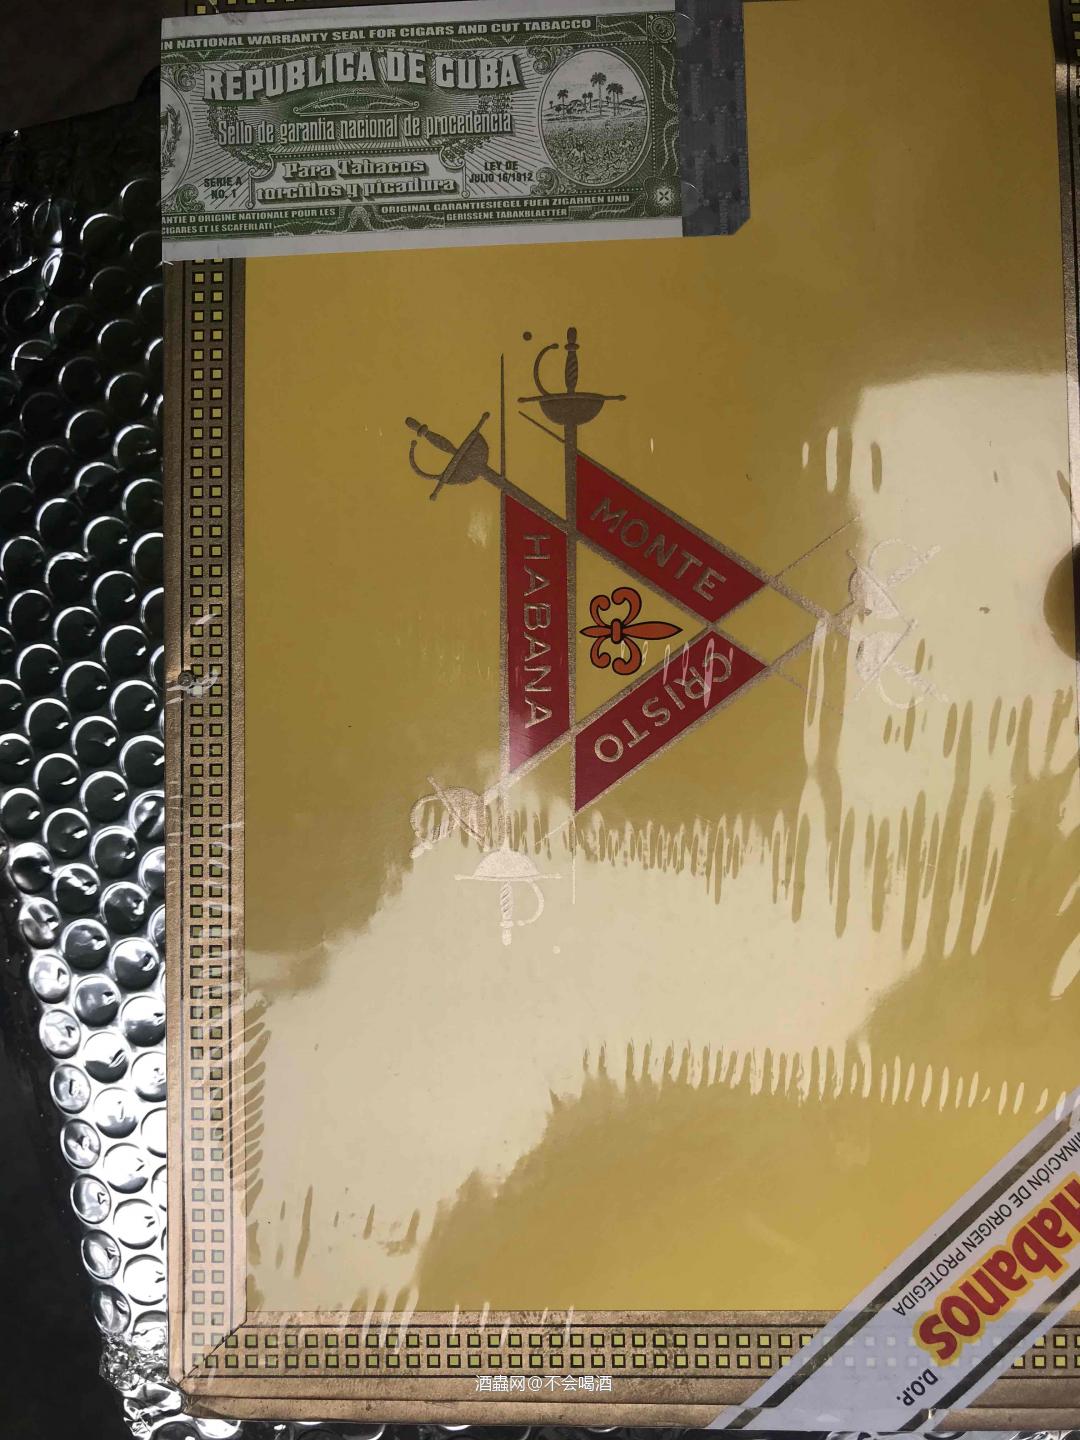 N NATIONAL WARRANTY SEAL FOR CIGARS AND CUT TABACCO
REPUBLICA DE CUBA
Sello de garantia nacional de procedencia
Para Tabacos
torcidos y picadura
SERIE A
NO. 1
LEY DE
JULIO 16/1912
ANTIE D'ORIGINE NATIONALE POUR LES
CIGARES ET LE SCAFERLATI
ORIGINAL GARANTIESIEGEL FUER ZIGARREN UND
GERISSENE TABAKBLAETTER
MONTE
CRISTO
HABANA
INACIÓN DE ORIGEN PROTEGIDA
Habanos
D.O.P.
酒蟲网@不会喝酒